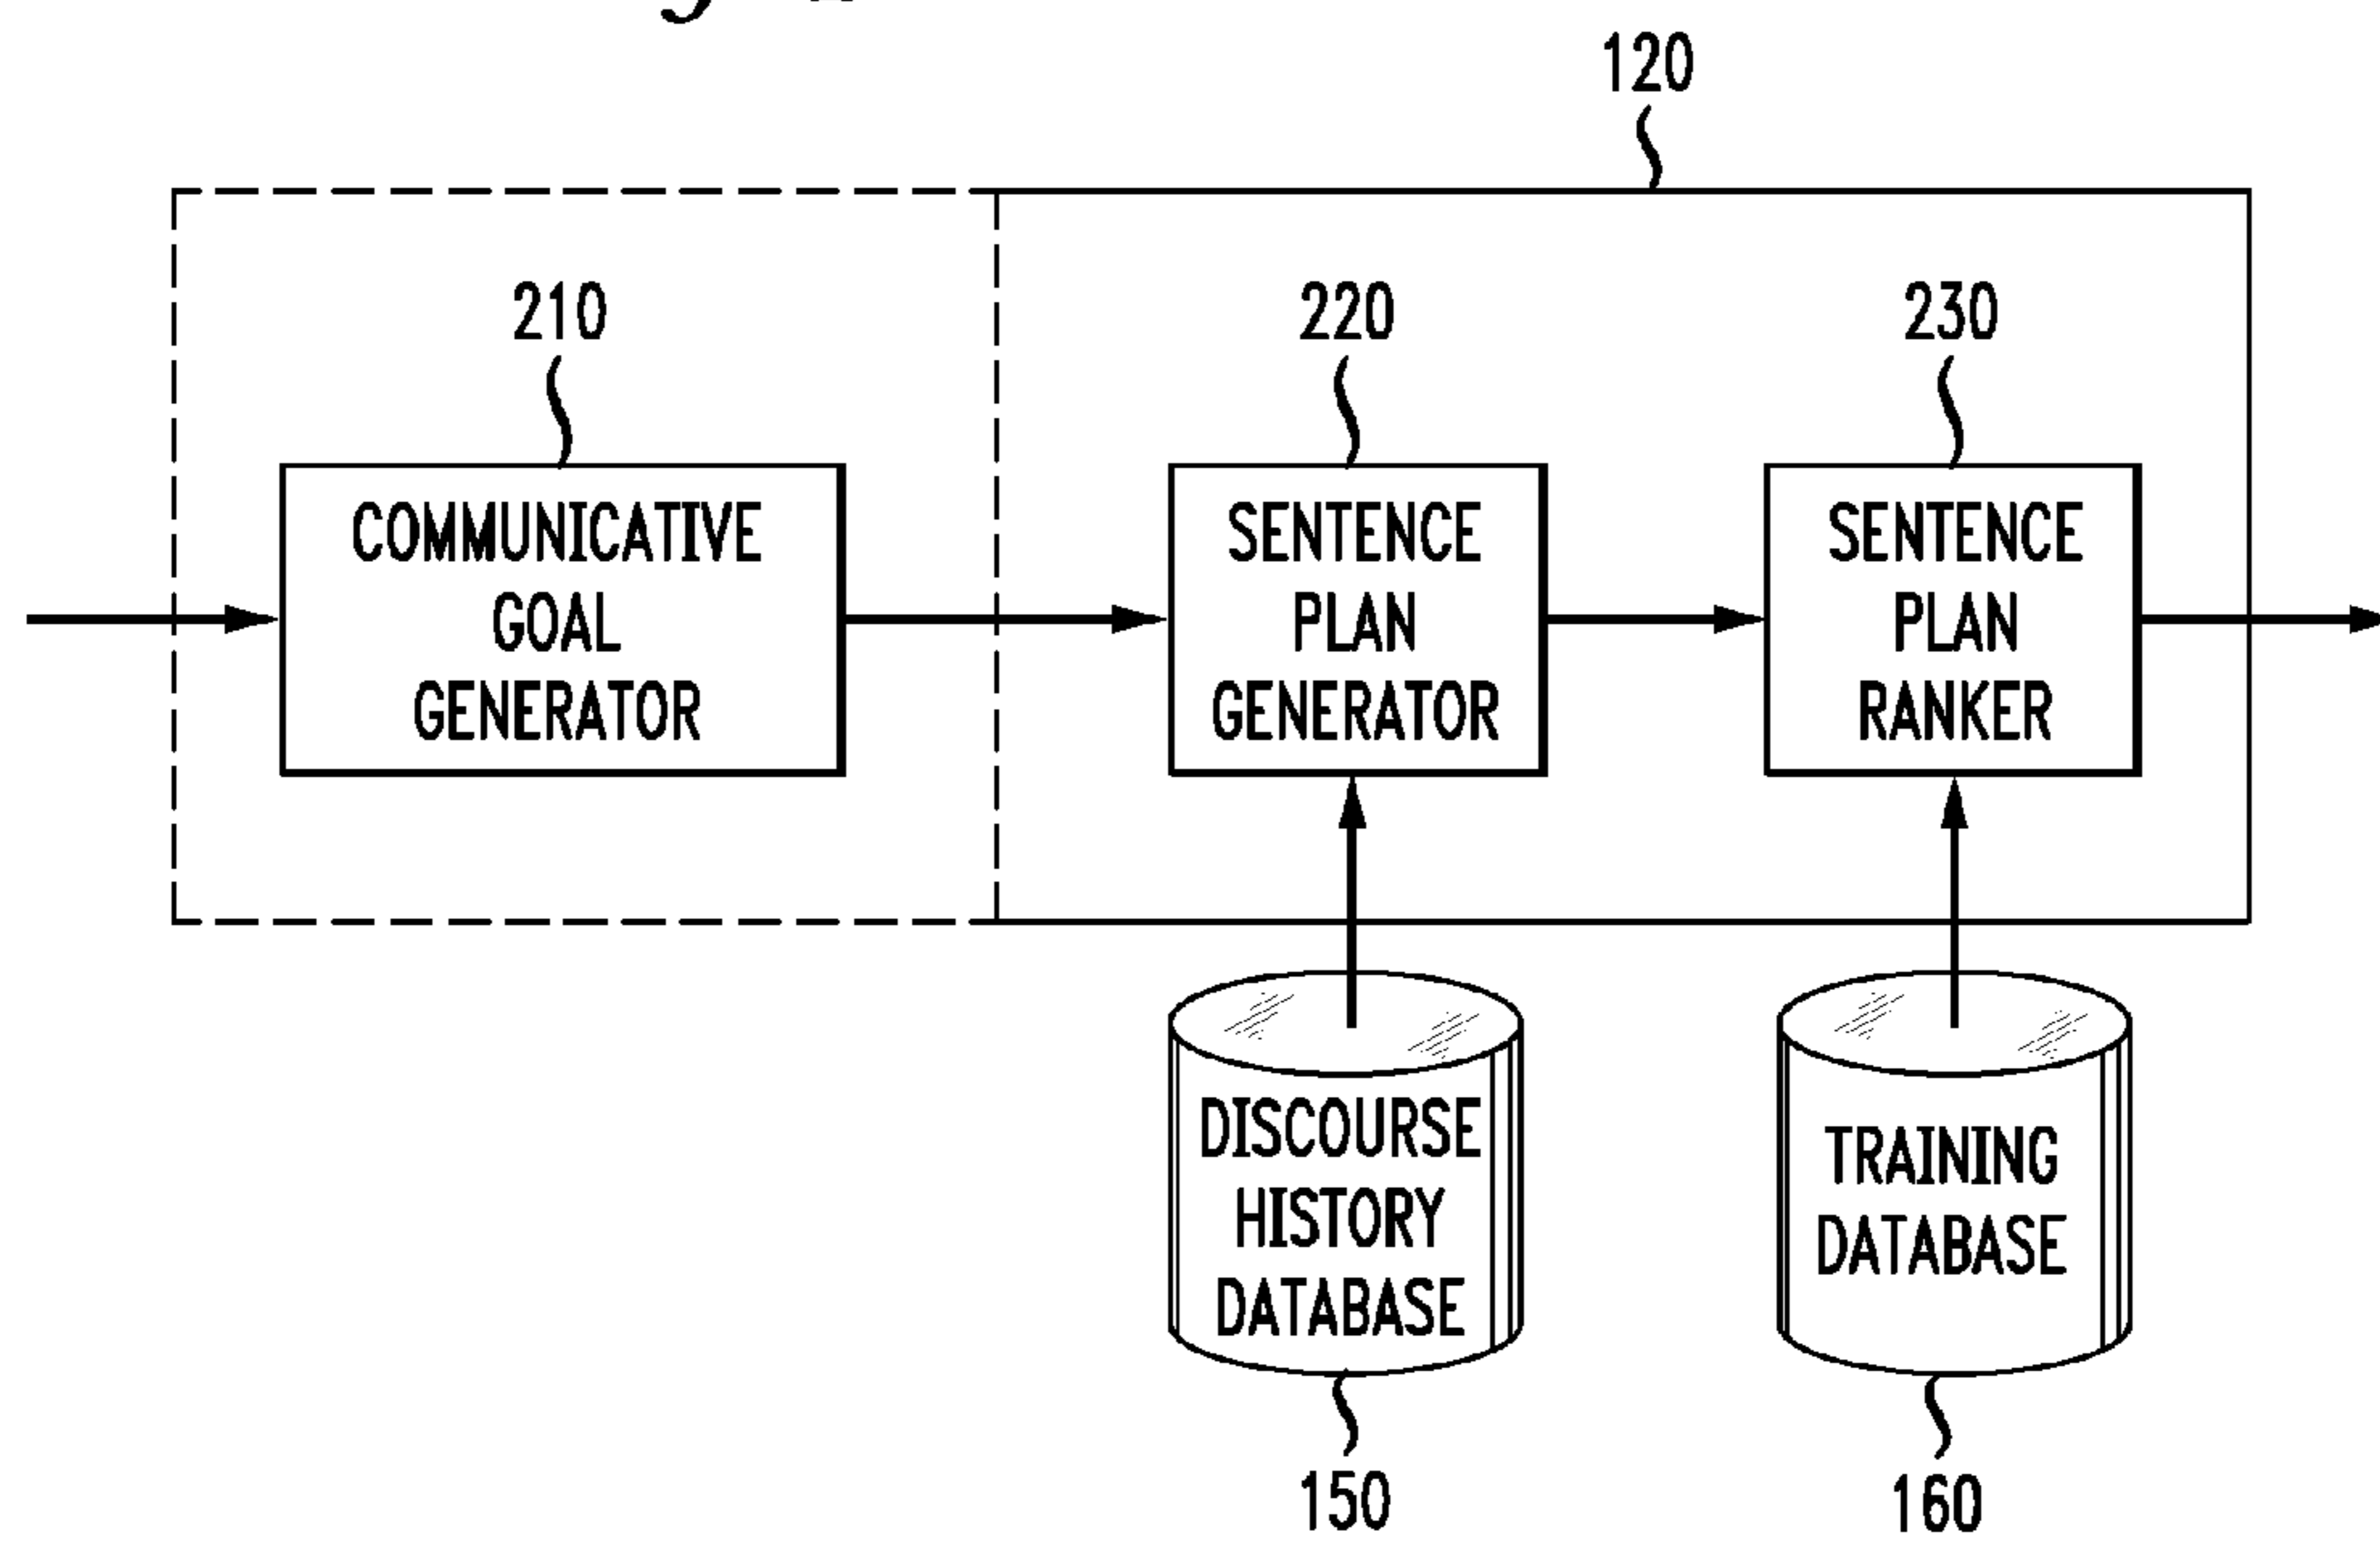 120
210
220
230
COMMUNICATIVE
GOAL
GENERATOR
SENTENCE
PLAN
GENERATOR
SENTENCE
PLAN
RANKER
DISCOURSE
HISTORY
DATABASE
TRAINING
DATABASE
150
160